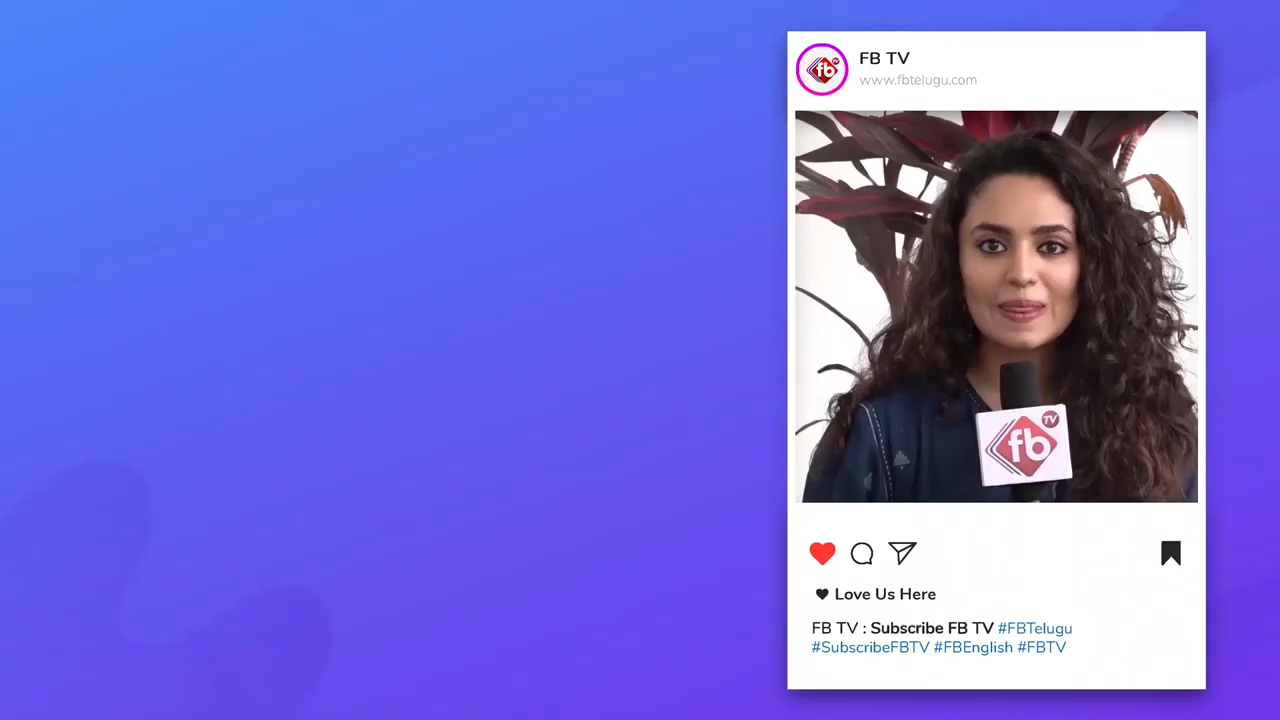 fb TV
FB TV
www.fbtelugu.com
fb TV
Love Us Here
FB TV : Subscribe FB TV #FBTelugu
#SubscribeFBTV #FBEnglish #FBTV